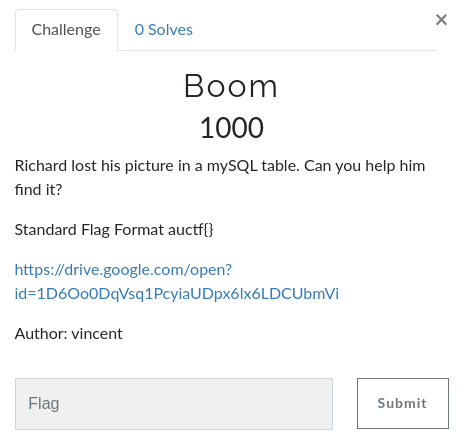 Challenge
0 Solves
×
Boom
1000
Richard lost his picture in a mySQL table. Can you help him
find it?
Standard Flag Format auctf{}
https://drive.google.com/open?
id=1D6Oo0DqVsq1PcyiaUDpx6lx6LDCUbmVi
Author: vincent
Flag
Submit